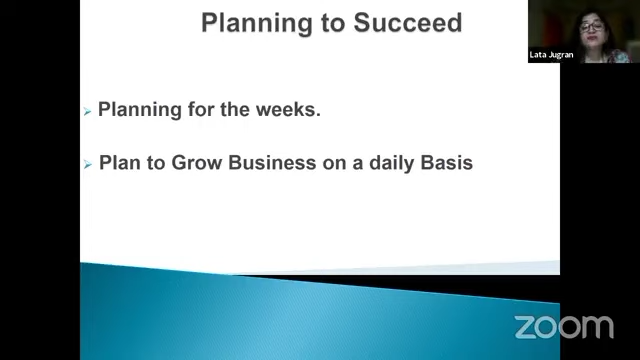 Planning to Succeed
Lata Jugran
Planning for the weeks.
Plan to Grow Business on a daily Basis
zoom